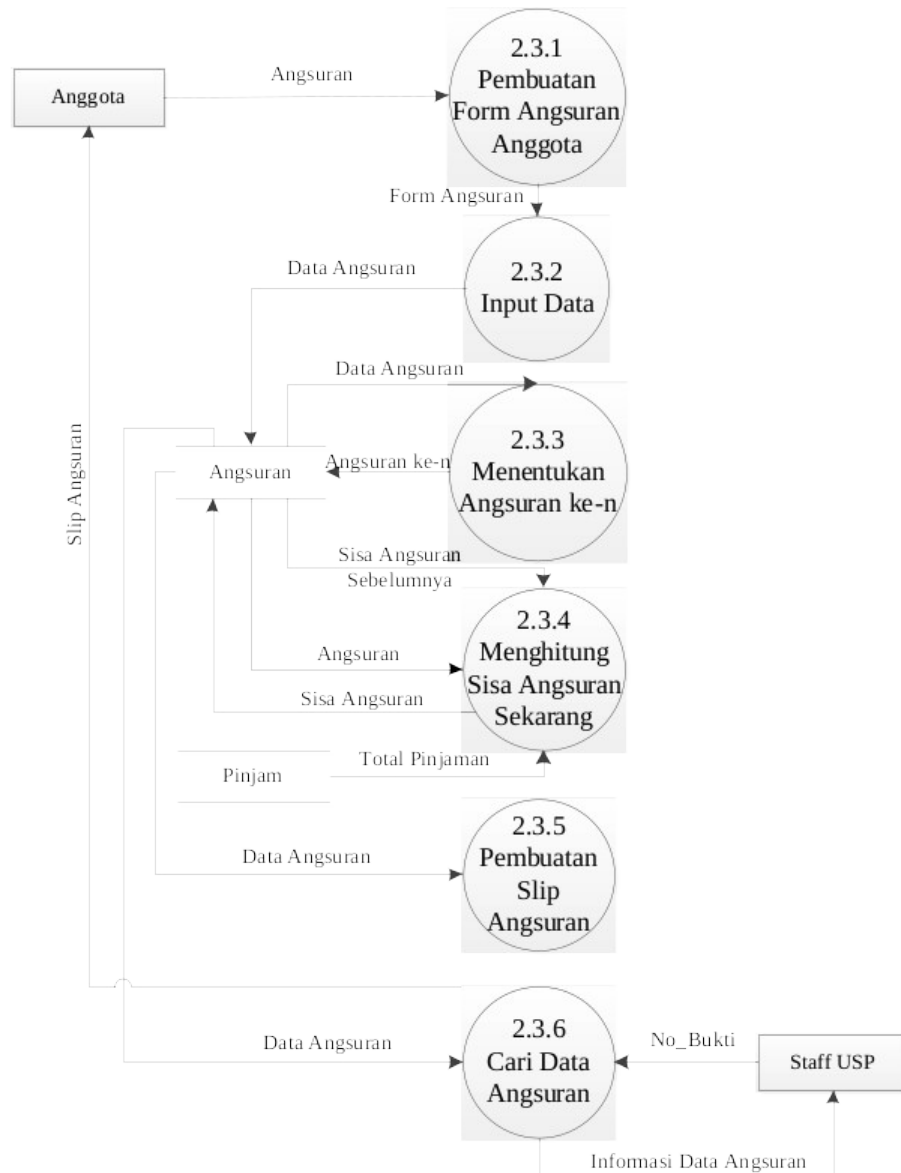 Anggota
Angsuran
2.3.1
Pembuatan
Form Angsuran
Anggota
Form Angsuran
2.3.2
Input Data
Data Angsuran
Data Angsuran
2.3.3
Menentukan
Angsuran ke-n
Angsuran ke-n
Angsuran
Slip Angsuran
Sisa Angsuran
Sebelumnya
2.3.4
Menghitung
Sisa Angsuran
Sekarang
Angsuran
Sisa Angsuran
Total Pinjaman
Pinjam
2.3.5
Pembuatan
Slip
Angsuran
Data Angsuran
2.3.6
Cari Data
Angsuran
Data Angsuran
No_Bukti
Staff USP
Informasi Data Angsuran